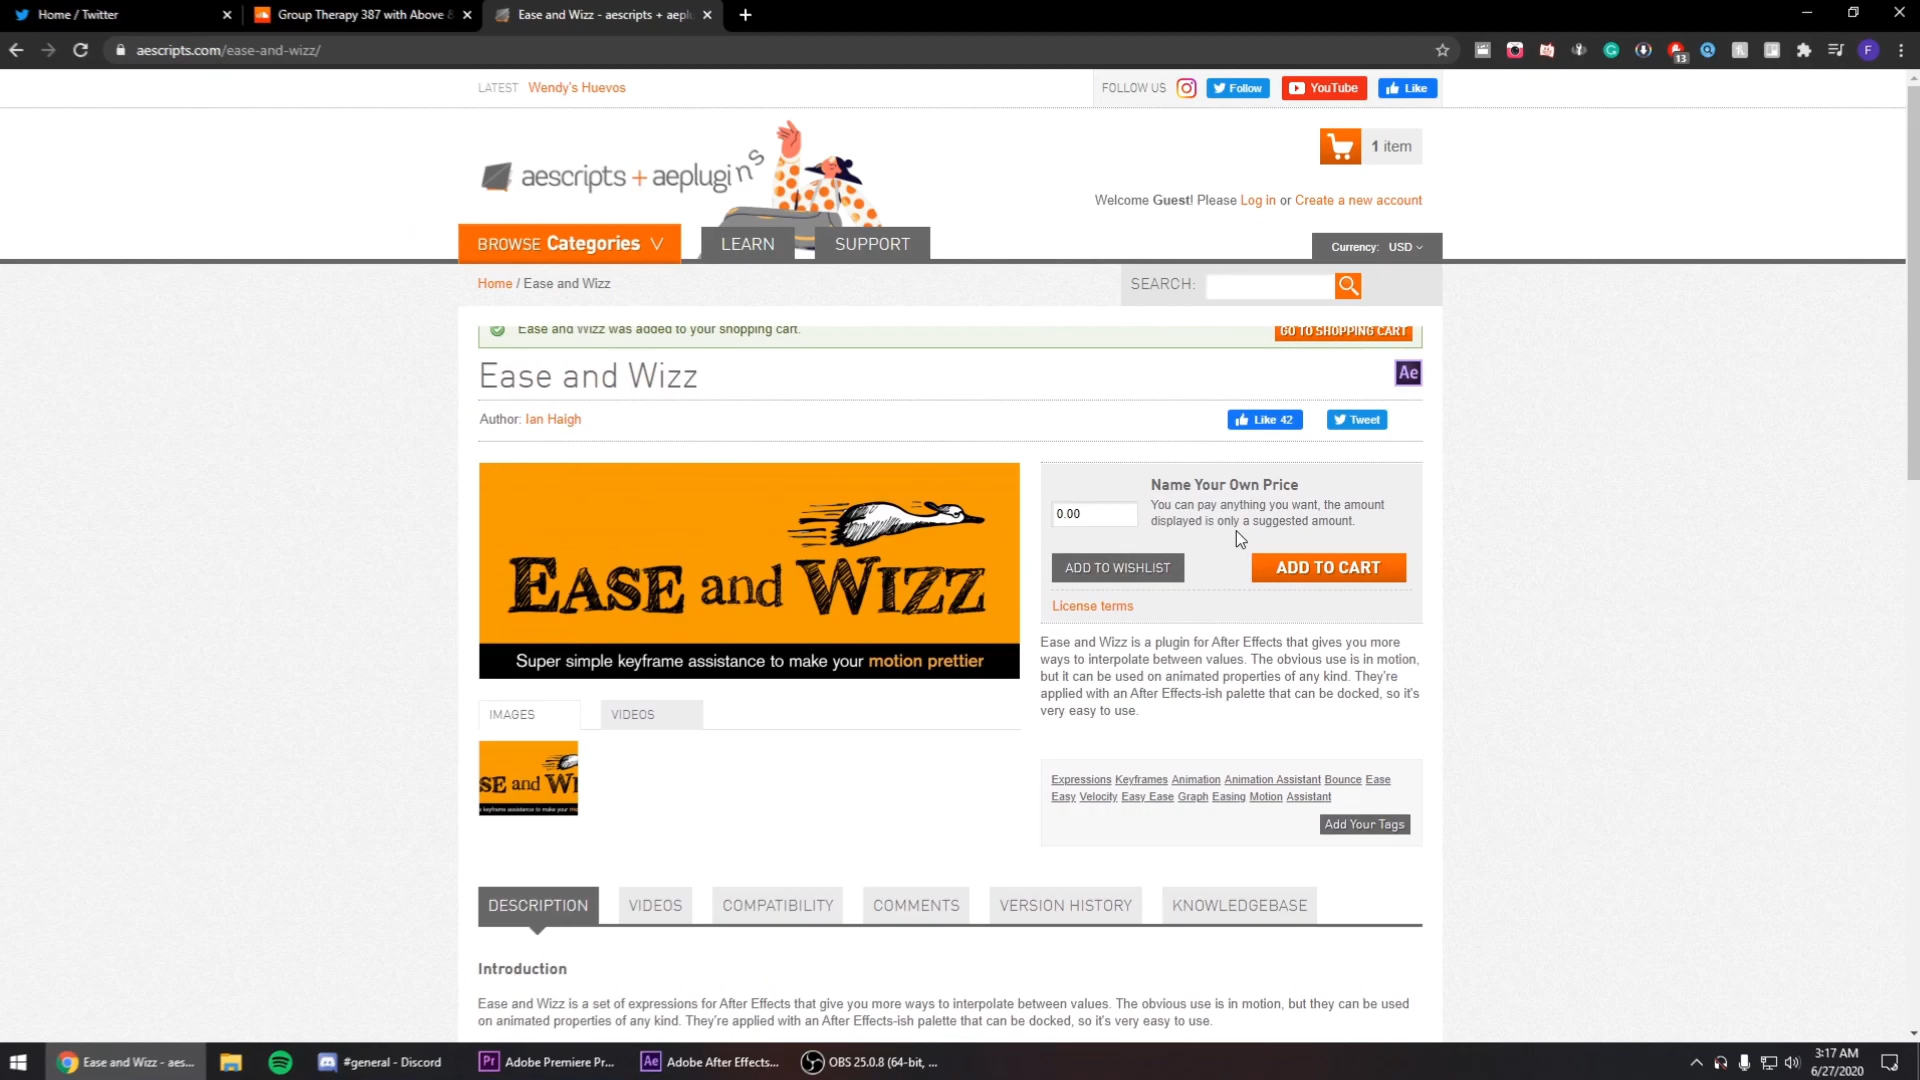 Home / Twitter
Group Therapy 387 with Above &
Ease and Wizz - aescripts + aeplu
aescripts.com/ease-and-wizz/
13
F
LATEST Wendy's Huevos
FOLLOW US Follow YouTube Like
aescripts + aeplugins
1 item
Welcome Guest! Please Log in or Create a new account
BROWSE Categories
LEARN
SUPPORT
Currency: USD
Home / Ease and Wizz
SEARCH:
Ease and Wizz was added to your shopping cart.
GO TO SHOPPING CART
Ease and Wizz
Ae
Author: Ian Haigh
Like 42
Tweet
EASE and WIZZ
Super simple keyframe assistance to make your motion prettier
Name Your Own Price
0.00
You can pay anything you want, the amount
displayed is only a suggested amount.
ADD TO WISHLIST
ADD TO CART
License terms
Ease and Wizz is a plugin for After Effects that gives you more
ways to interpolate between values. The obvious use is in motion,
but it can be used on animated properties of any kind. They're
applied with an After Effects-ish palette that can be docked, so it's
very easy to use.
IMAGES
VIDEOS
SE and WI
keyframe assistance to make your mo
Expressions Keyframes Animation Animation Assistant Bounce Ease
Easy Velocity Easy Ease Graph Easing Motion Assistant
Add Your Tags
DESCRIPTION
VIDEOS
COMPATIBILITY
COMMENTS
VERSION HISTORY
KNOWLEDGEBASE
Introduction
Ease and Wizz is a set of expressions for After Effects that give you more ways to interpolate between values. The obvious use is in motion, but they can be used
on animated properties of any kind. They're applied with an After Effects-ish palette that can be docked, so it's very easy to use.
Ease and Wizz - aes...
#general - Discord
Pr Adobe Premiere Pr...
Ae Adobe After Effects...
OBS 25.0.8 (64-bit, ...
3:17 AM
6/27/2020